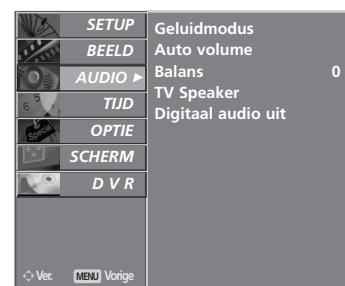 SETUP
BEELD
AUDIO
TIJD
OPTIE
SCHERM
D V R
Geluidmodus
Auto volume
Balans 0
TV Speaker
Digitaal audio uit
Special
Ver. MENU Vorige